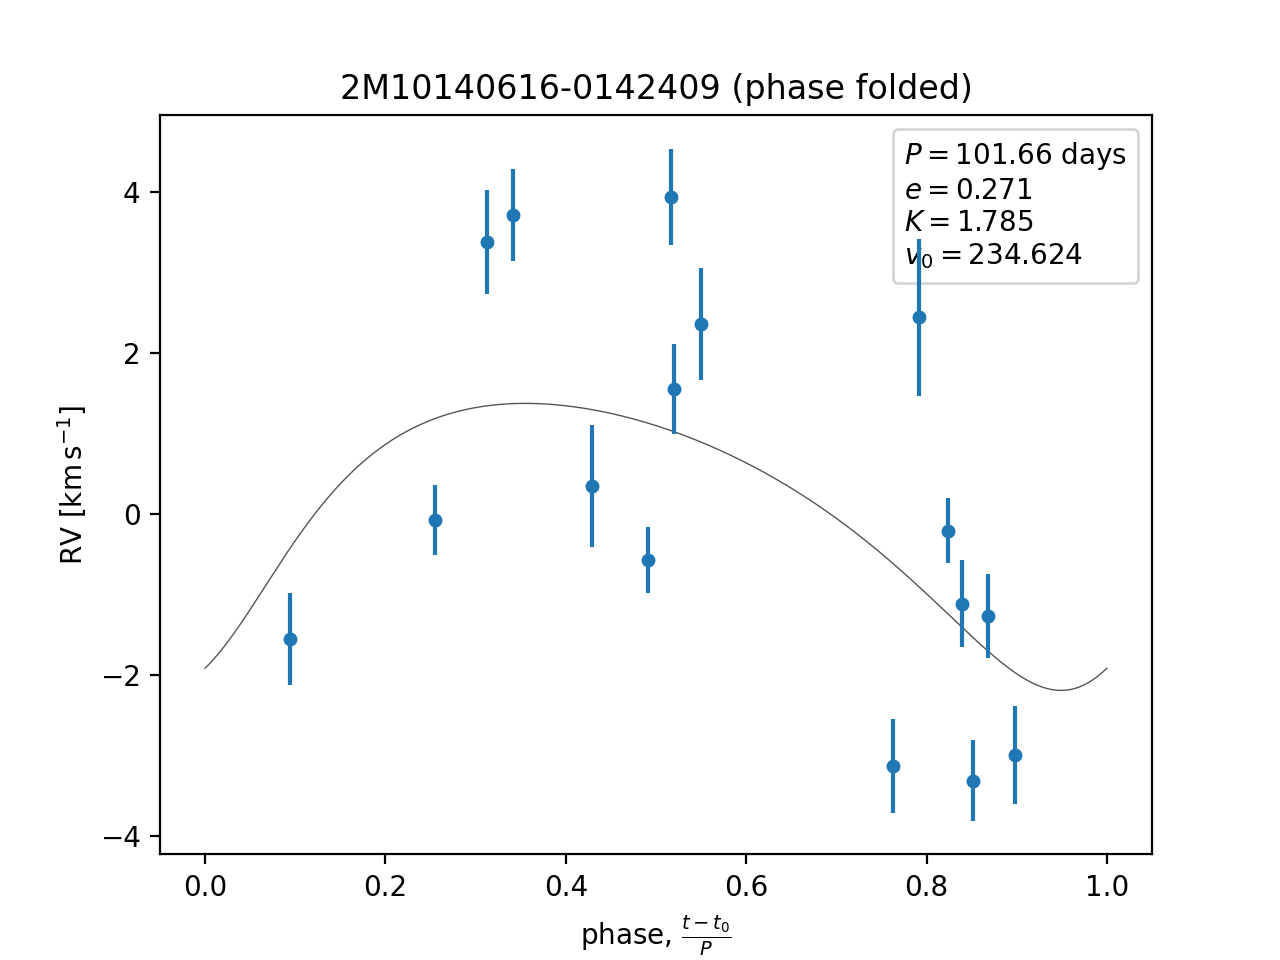 2M10140616-0142409 (phase folded)
P = 101.66 days
e = 0.271
K = 1.785
v₀ = 234.624
4
2
0
−2
−4
RV [km s⁻¹]
0.0 0.2 0.4 0.6 0.8 1.0
phase, (t − t₀)/P